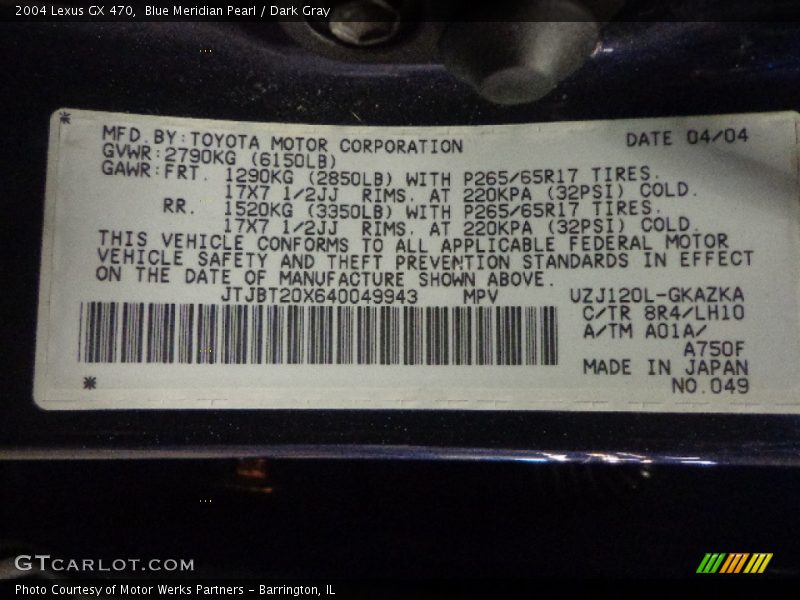 2004 Lexus GX 470,  Blue Meridian Pearl / Dark Gray
MFD.BY:TOYOTA MOTOR CORPORATION DATE 04/04
GVWR:2790KG (6150LB)
GAWR:FRT. 1290KG (2850LB) WITH P265/65R17 TIRES.
17X7 1/2JJ RIMS. AT 220KPA (32PSI) COLD.
RR. 1520KG (3350LB) WITH P265/65R17 TIRES.
17X7 1/2JJ RIMS. AT 220KPA (32PSI) COLD.
THIS VEHICLE CONFORMS TO ALL APPLICABLE FEDERAL MOTOR
VEHICLE SAFETY AND THEFT PREVENTION STANDARDS IN EFFECT
ON THE DATE OF MANUFACTURE SHOWN ABOVE.
JTJBT20X640049943 MPV UZJ120L-GKAZKA
C/TR 8R4/LH10
A/TM A01A/
A750F
MADE IN JAPAN
NO.049
GTCARLOT.COM
Photo Courtesy of Motor Werks Partners - Barrington, IL